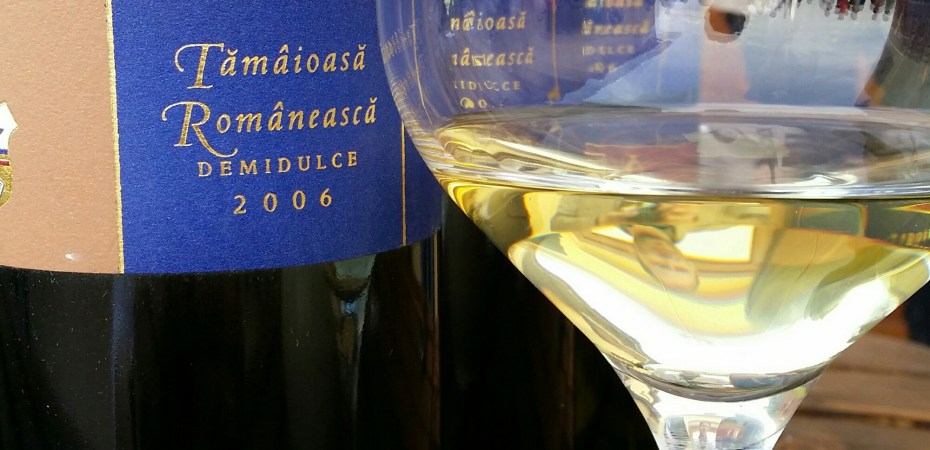 Tămâioasă
Românească
DEMIDULCE
2006